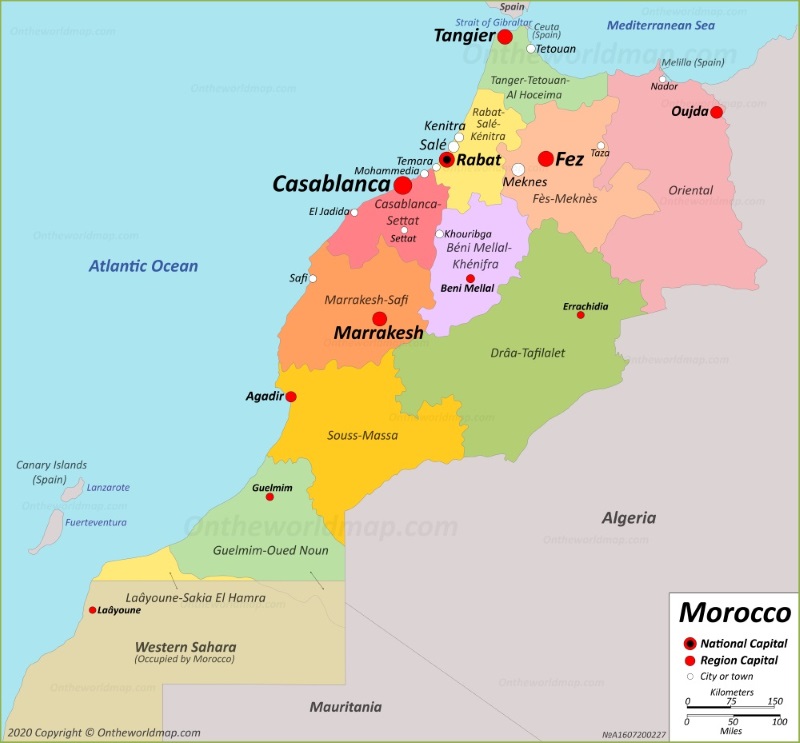 Spain
Strait of Gibraltar
Ceuta
(Spain)
Mediterranean Sea
Tangier
Tetouan
Ontheworldmap.com
Tanger-Tetouan-
Al Hoceima
Melilla (Spain)
Nador
Oujda
Rabat-
Salé-
Kénitra
Kenitra
Salé
Rabat
Temara
Mohammedia
Fez
Taza
Meknes
Fès-Meknès
Oriental
Casablanca
Casablanca-
Settat
Settat
El Jadida
Khouribga
Béni Mellal-
Khénifra
Beni Mellal
Atlantic Ocean
Safi
Marrakesh-Safi
Marrakesh
Errachidia
Drâa-Tafilalet
Agadir
Souss-Massa
Canary Islands
(Spain)
Lanzarote
Fuerteventura
Guelmim
Ontheworldmap.com
Algeria
Guelmim-Oued Noun
Laâyoune-Sakia El Hamra
Laâyoune
Western Sahara
(Occupied by Morocco)
Mauritania
Morocco
National Capital
Region Capital
City or town
Kilometers
0 75 150
0 50 100
Miles
2020 Copyright © Ontheworldmap.com
№A1607200227